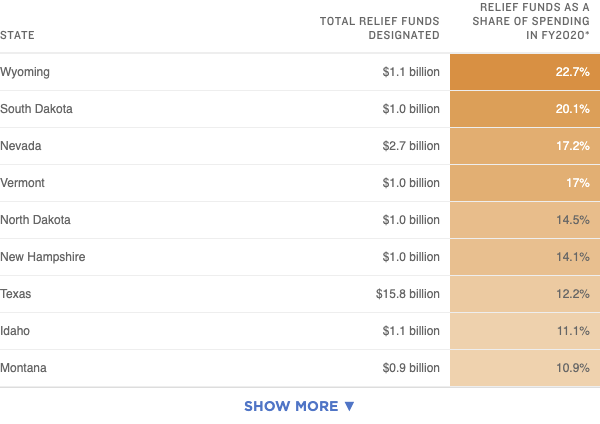 STATE
TOTAL RELIEF FUNDS
DESIGNATED
RELIEF FUNDS AS A
SHARE OF SPENDING
IN FY2020*
Wyoming $1.1 billion 22.7%
South Dakota $1.0 billion 20.1%
Nevada $2.7 billion 17.2%
Vermont $1.0 billion 17%
North Dakota $1.0 billion 14.5%
New Hampshire $1.0 billion 14.1%
Texas $15.8 billion 12.2%
Idaho $1.1 billion 11.1%
Montana $0.9 billion 10.9%
SHOW MORE ▼